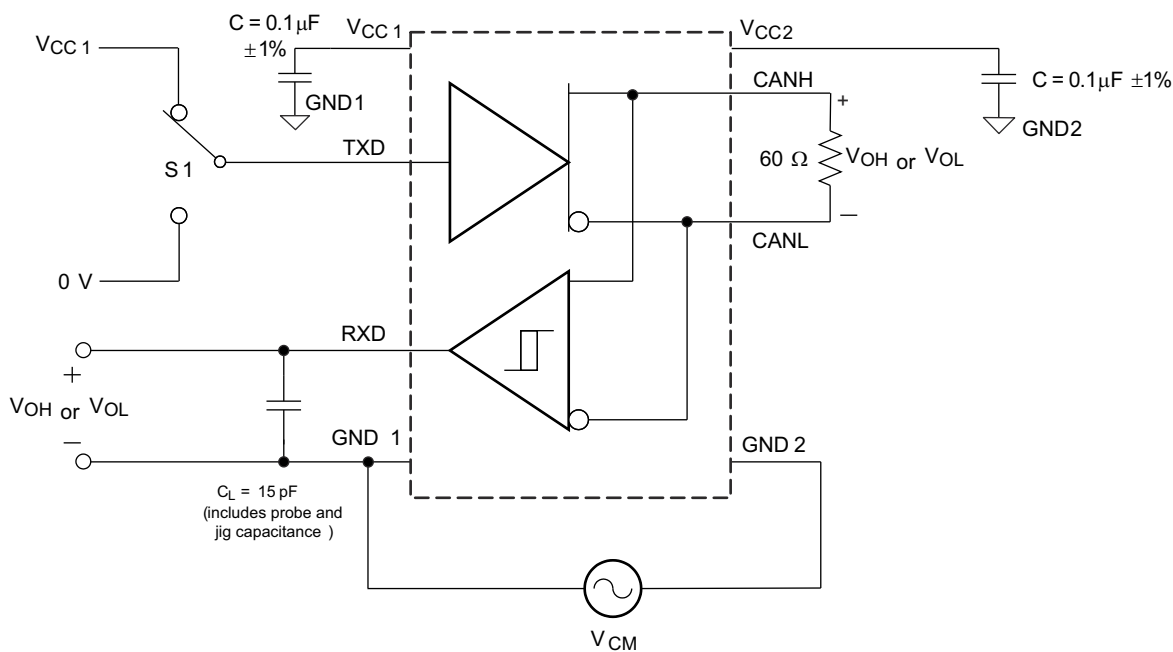 C = 0.1 µF
±1%
VCC 1
VCC 1
GND1
VCC2
C = 0.1µF ±1%
GND2
CANH
+
TXD
S 1
60 Ω
VOH or VOL
−
CANL
0 V
RXD
+
VOH or VOL
−
GND 1
GND 2
CL = 15 pF
(includes probe and
jig capacitance )
VCM